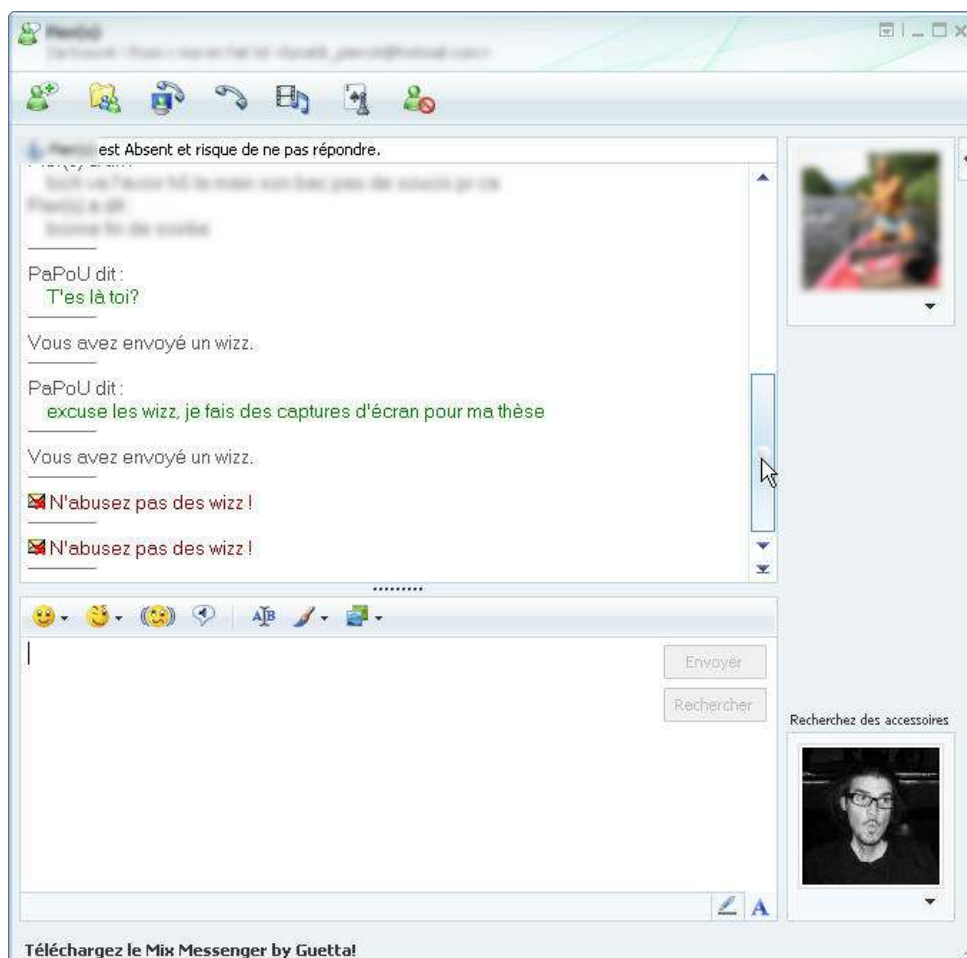 est Absent et risque de ne pas répondre.
PaPoU dit :
T'es là toi?
Vous avez envoyé un wizz.
PaPoU dit :
excuse les wizz, je fais des captures d'écran pour ma thèse
Vous avez envoyé un wizz.
N'abusez pas des wizz !
N'abusez pas des wizz !
Envoyer
Rechercher
Recherchez des accessoires
Téléchargez le Mix Messenger by Guetta!